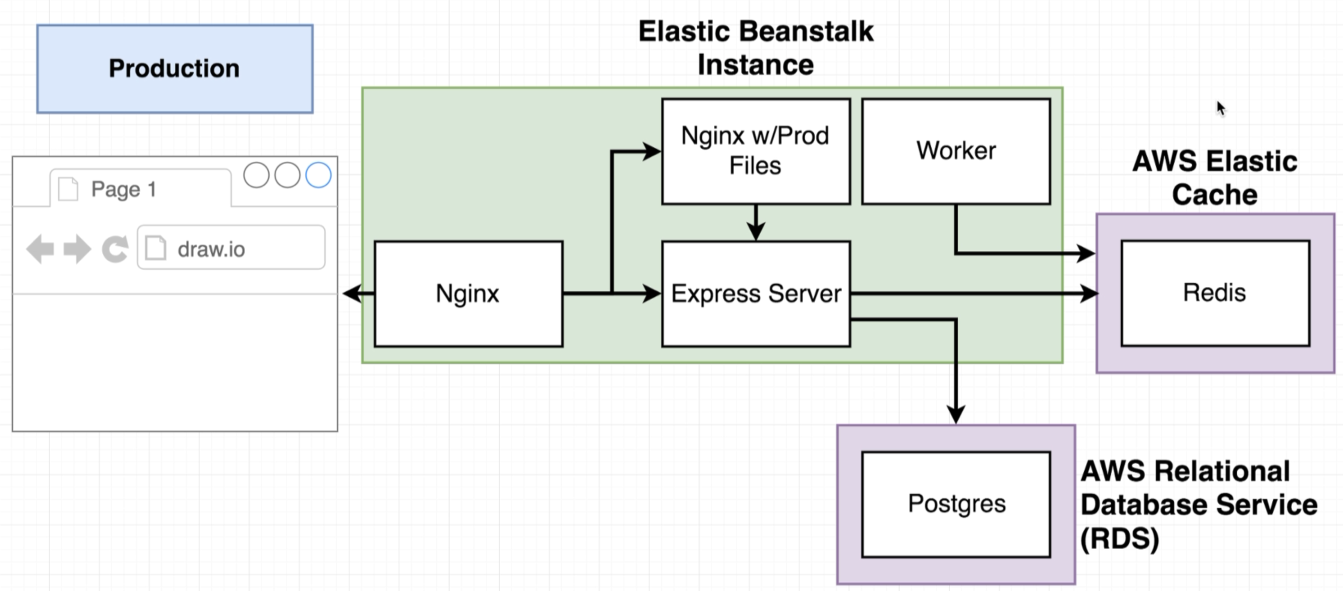 Production
Elastic Beanstalk
Instance
Page 1
draw.io
Nginx w/Prod
Files
Worker
Nginx
Express Server
AWS Elastic
Cache
Redis
Postgres
AWS Relational
Database Service
(RDS)